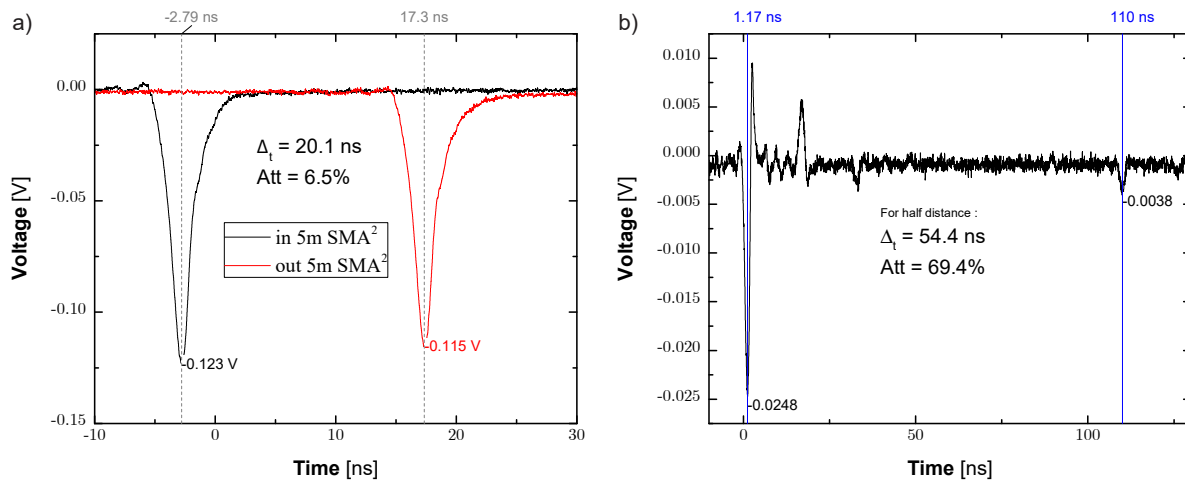 a)
-2.79 ns
17.3 ns
0.00
-0.05
-0.10
-0.15
Voltage [V]
Δt = 20.1 ns
Att = 6.5%
in 5m SMA²
out 5m SMA²
-0.123 V
-0.115 V
-10
0
10
20
30
Time [ns]
b)
1.17 ns
110 ns
0.010
0.005
0.000
-0.005
-0.010
-0.015
-0.020
-0.025
Voltage [V]
-0.0038
For half distance :
Δt = 54.4 ns
Att = 69.4%
-0.0248
0
50
100
Time [ns]